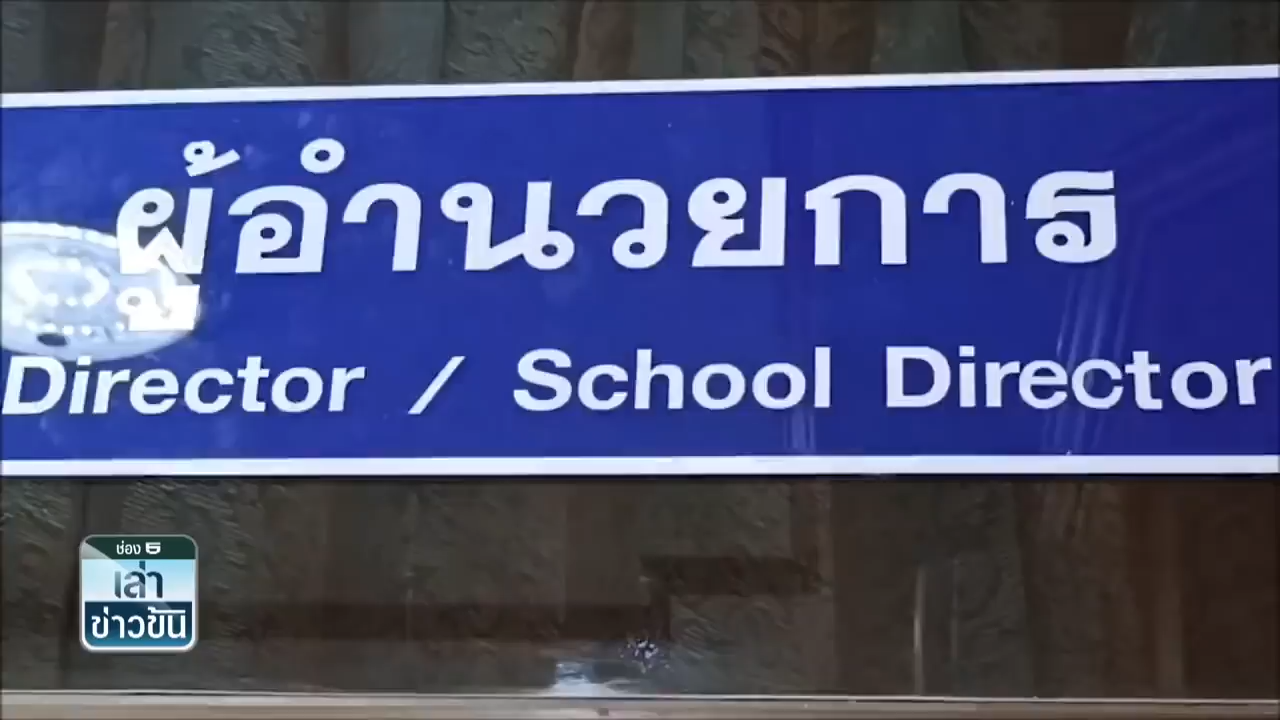 ผู้อำนวยการ
Director / School Director
ช่อง 5
เล่า
ข่าวข้น